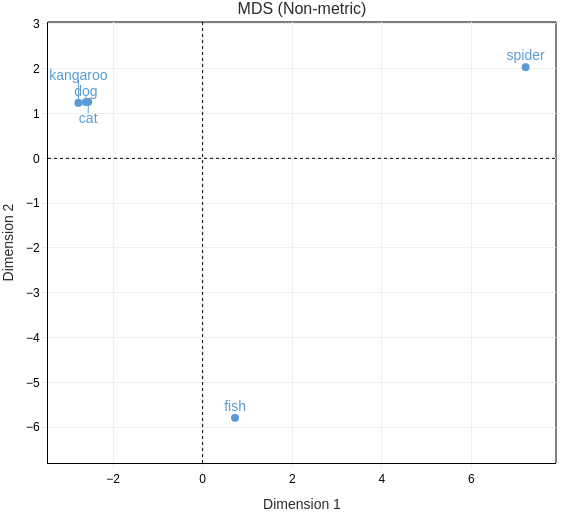 MDS (Non-metric)
3
2
1
0
−1
−2
−3
−4
−5
−6
Dimension 2
kangaroo
dog
cat
spider
fish
−2
0
2
4
6
Dimension 1